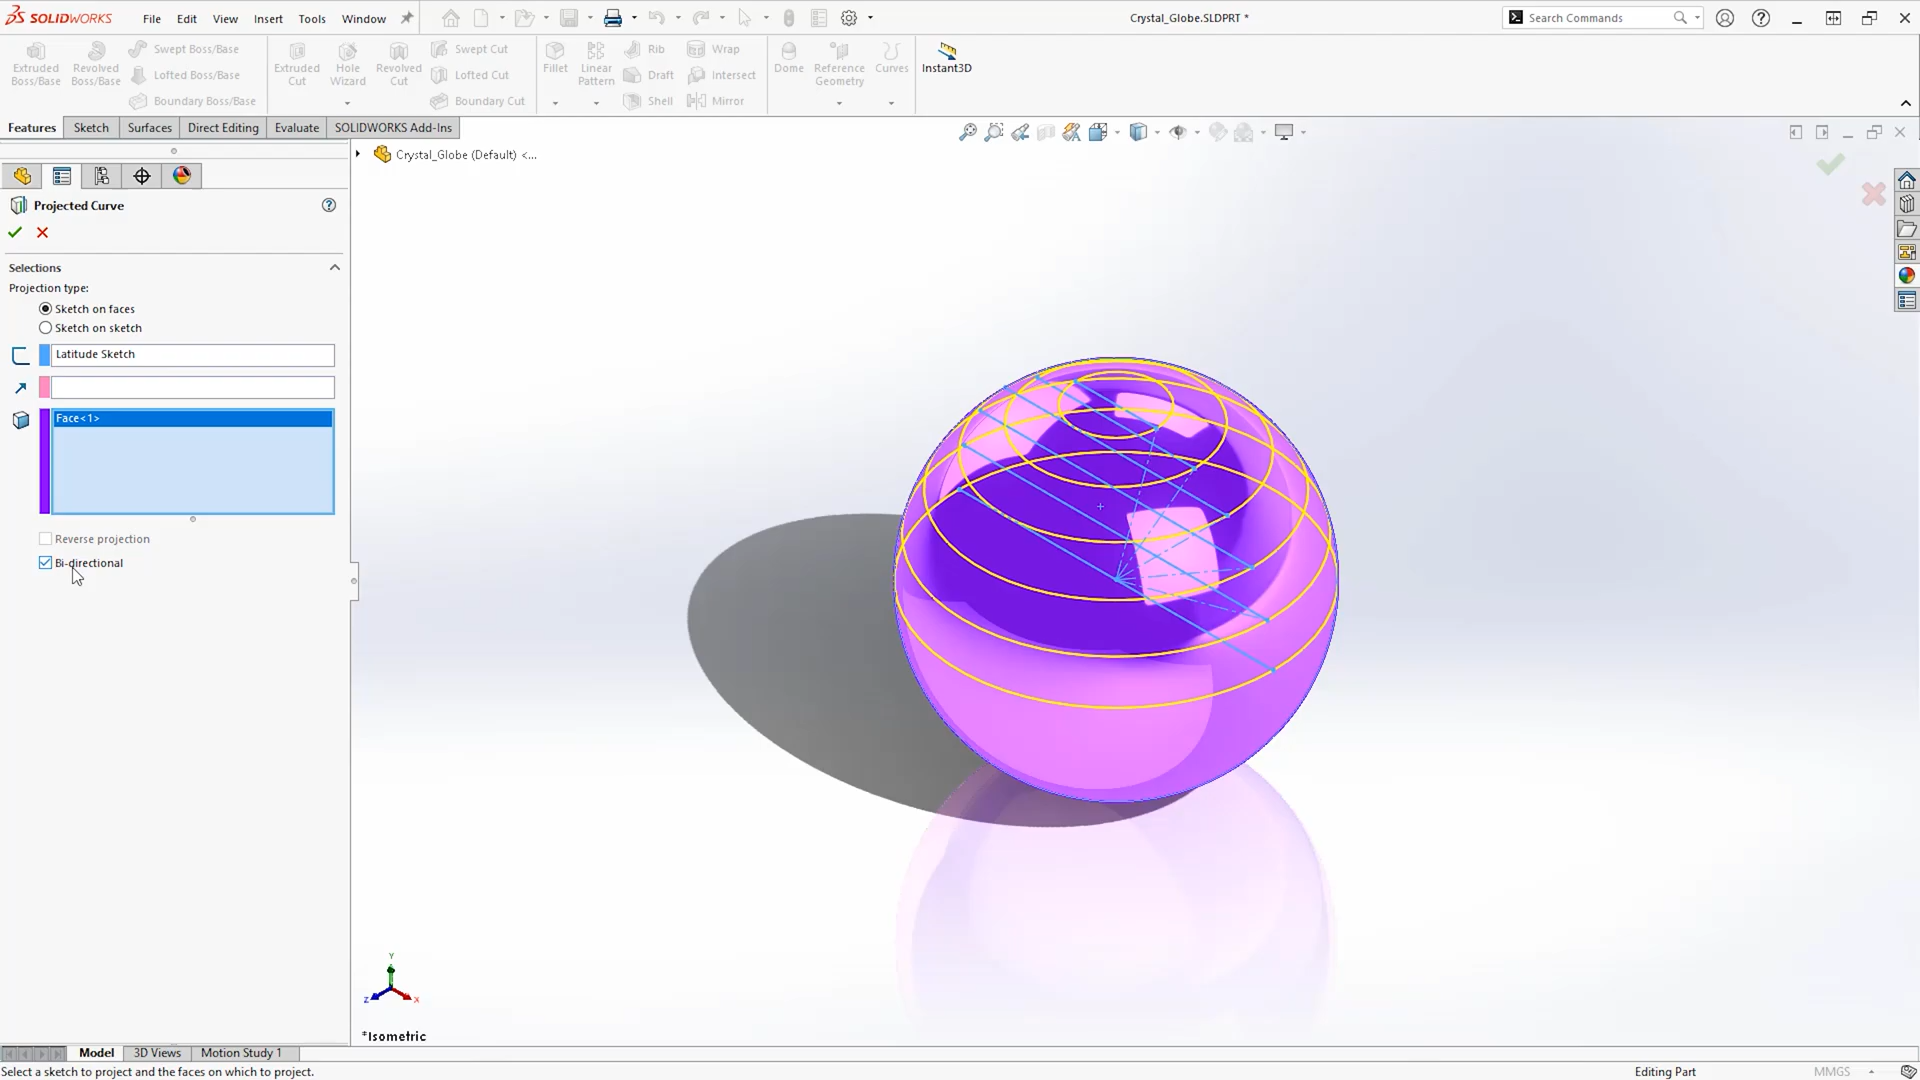 SOLIDWORKS
File Edit View Insert Tools Window
Crystal_Globe.SLDPRT *
Search Commands
Extruded Boss/Base
Revolved Boss/Base
Swept Boss/Base
Lofted Boss/Base
Boundary Boss/Base
Extruded Cut
Hole Wizard
Revolved Cut
Swept Cut
Lofted Cut
Boundary Cut
Fillet
Linear Pattern
Rib
Draft
Shell
Wrap
Intersect
Mirror
Dome
Reference Geometry
Curves
Instant3D
Features Sketch Surfaces Direct Editing Evaluate SOLIDWORKS Add-Ins
Crystal_Globe (Default) <...
Projected Curve
Selections
Projection type:
Sketch on faces
Sketch on sketch
Latitude Sketch
Face<1>
Reverse projection
Bi-directional
Y
Z
X
*Isometric
Model 3D Views Motion Study 1
Select a sketch to project and the faces on which to project.
Editing Part
MMGS